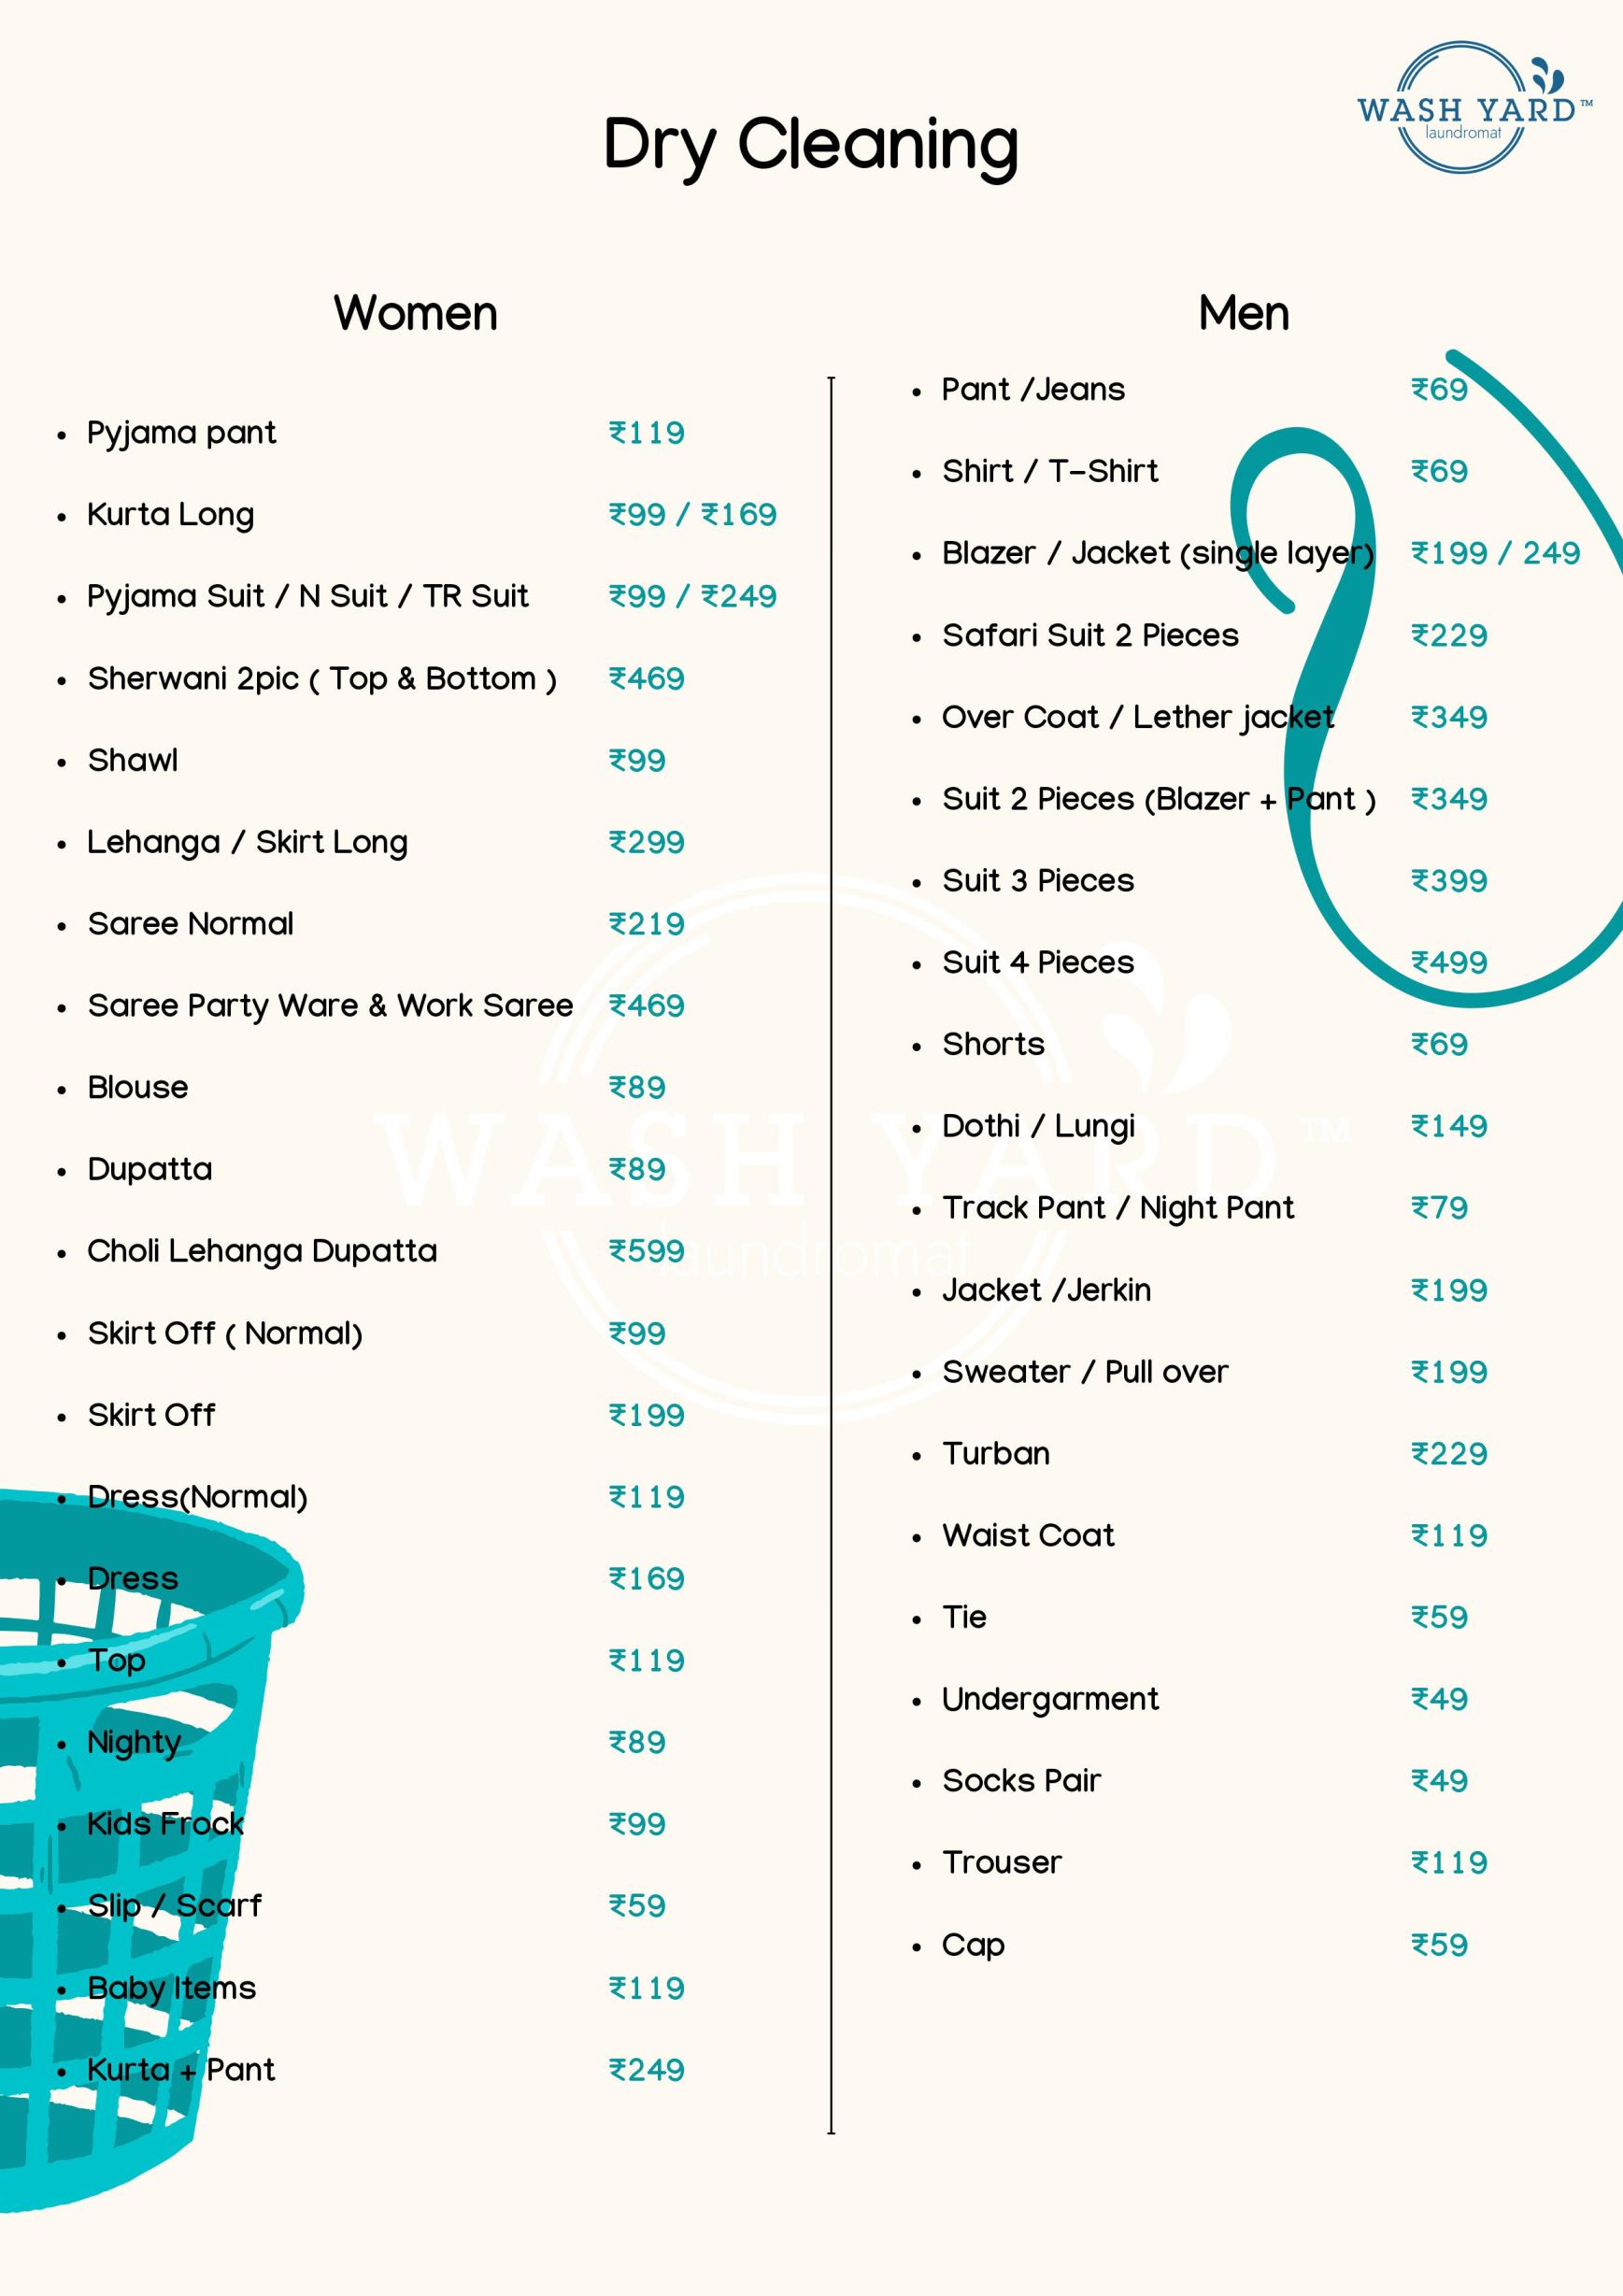 WASH YARD™
laundromat
Dry Cleaning
Women
• Pyjama pant ₹119
• Kurta Long ₹99 / ₹169
• Pyjama Suit / N Suit / TR Suit ₹99 / ₹249
• Sherwani 2pic ( Top & Bottom ) ₹469
• Shawl ₹99
• Lehanga / Skirt Long ₹299
• Saree Normal ₹219
• Saree Party Ware & Work Saree ₹469
• Blouse ₹89
• Dupatta ₹89
• Choli Lehanga Dupatta ₹599
• Skirt Off ( Normal) ₹99
• Skirt Off ₹199
• Dress(Normal) ₹119
• Dress ₹169
• Top ₹119
• Nighty ₹89
• Kids Frock ₹99
• Slip / Scarf ₹59
• Baby Items ₹119
• Kurta + Pant ₹249
Men
• Pant /Jeans ₹69
• Shirt / T-Shirt ₹69
• Blazer / Jacket (single layer) ₹199 / 249
• Safari Suit 2 Pieces ₹229
• Over Coat / Lether jacket ₹349
• Suit 2 Pieces (Blazer + Pant ) ₹349
• Suit 3 Pieces ₹399
• Suit 4 Pieces ₹499
• Shorts ₹69
• Dothi / Lungi ₹149
• Track Pant / Night Pant ₹79
• Jacket /Jerkin ₹199
• Sweater / Pull over ₹199
• Turban ₹229
• Waist Coat ₹119
• Tie ₹59
• Undergarment ₹49
• Socks Pair ₹49
• Trouser ₹119
• Cap ₹59
WASH YARD™
laundromat